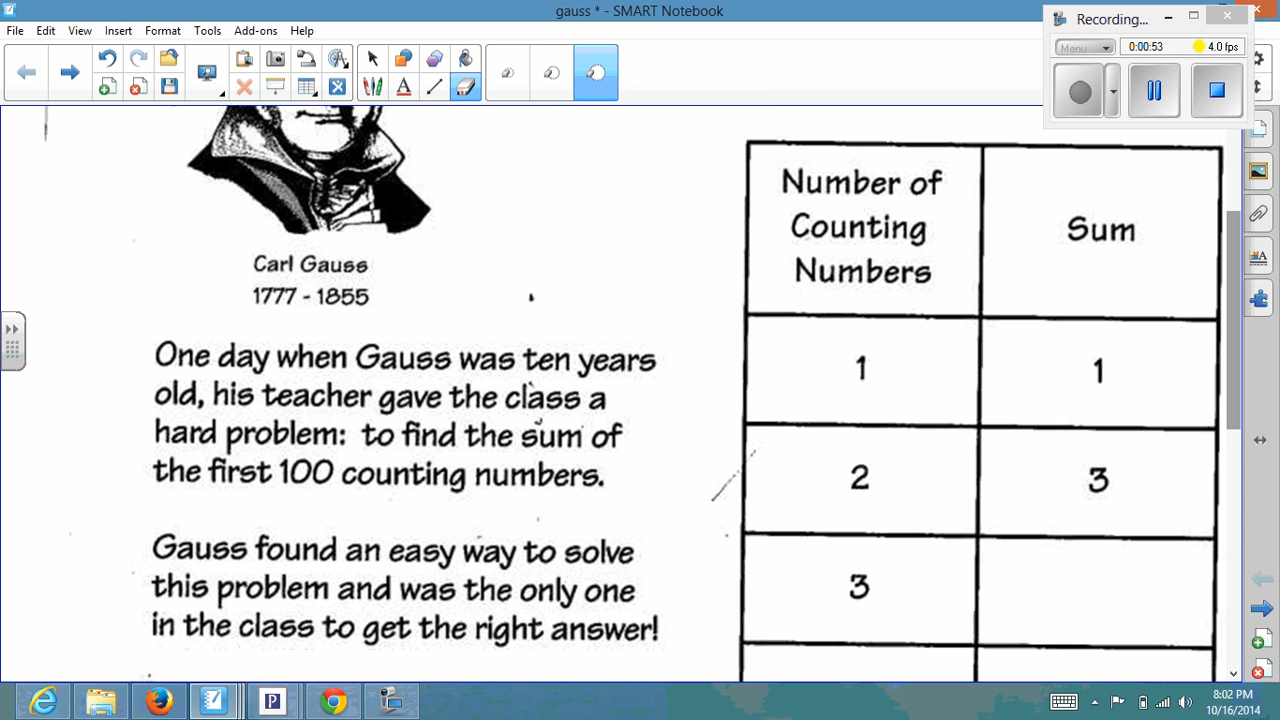 gauss * - SMART Notebook
Recording...
File Edit View Insert Format Tools Add-ons Help
Menu
0:00:53
4.0 fps
Carl Gauss
1777 - 1855
One day when Gauss was ten years
old, his teacher gave the class a
hard problem: to find the sum of
the first 100 counting numbers.
Gauss found an easy way to solve
this problem and was the only one
in the class to get the right answer!
Number of
Counting
Numbers
Sum
1 1
2 3
3
8:02 PM
10/16/2014